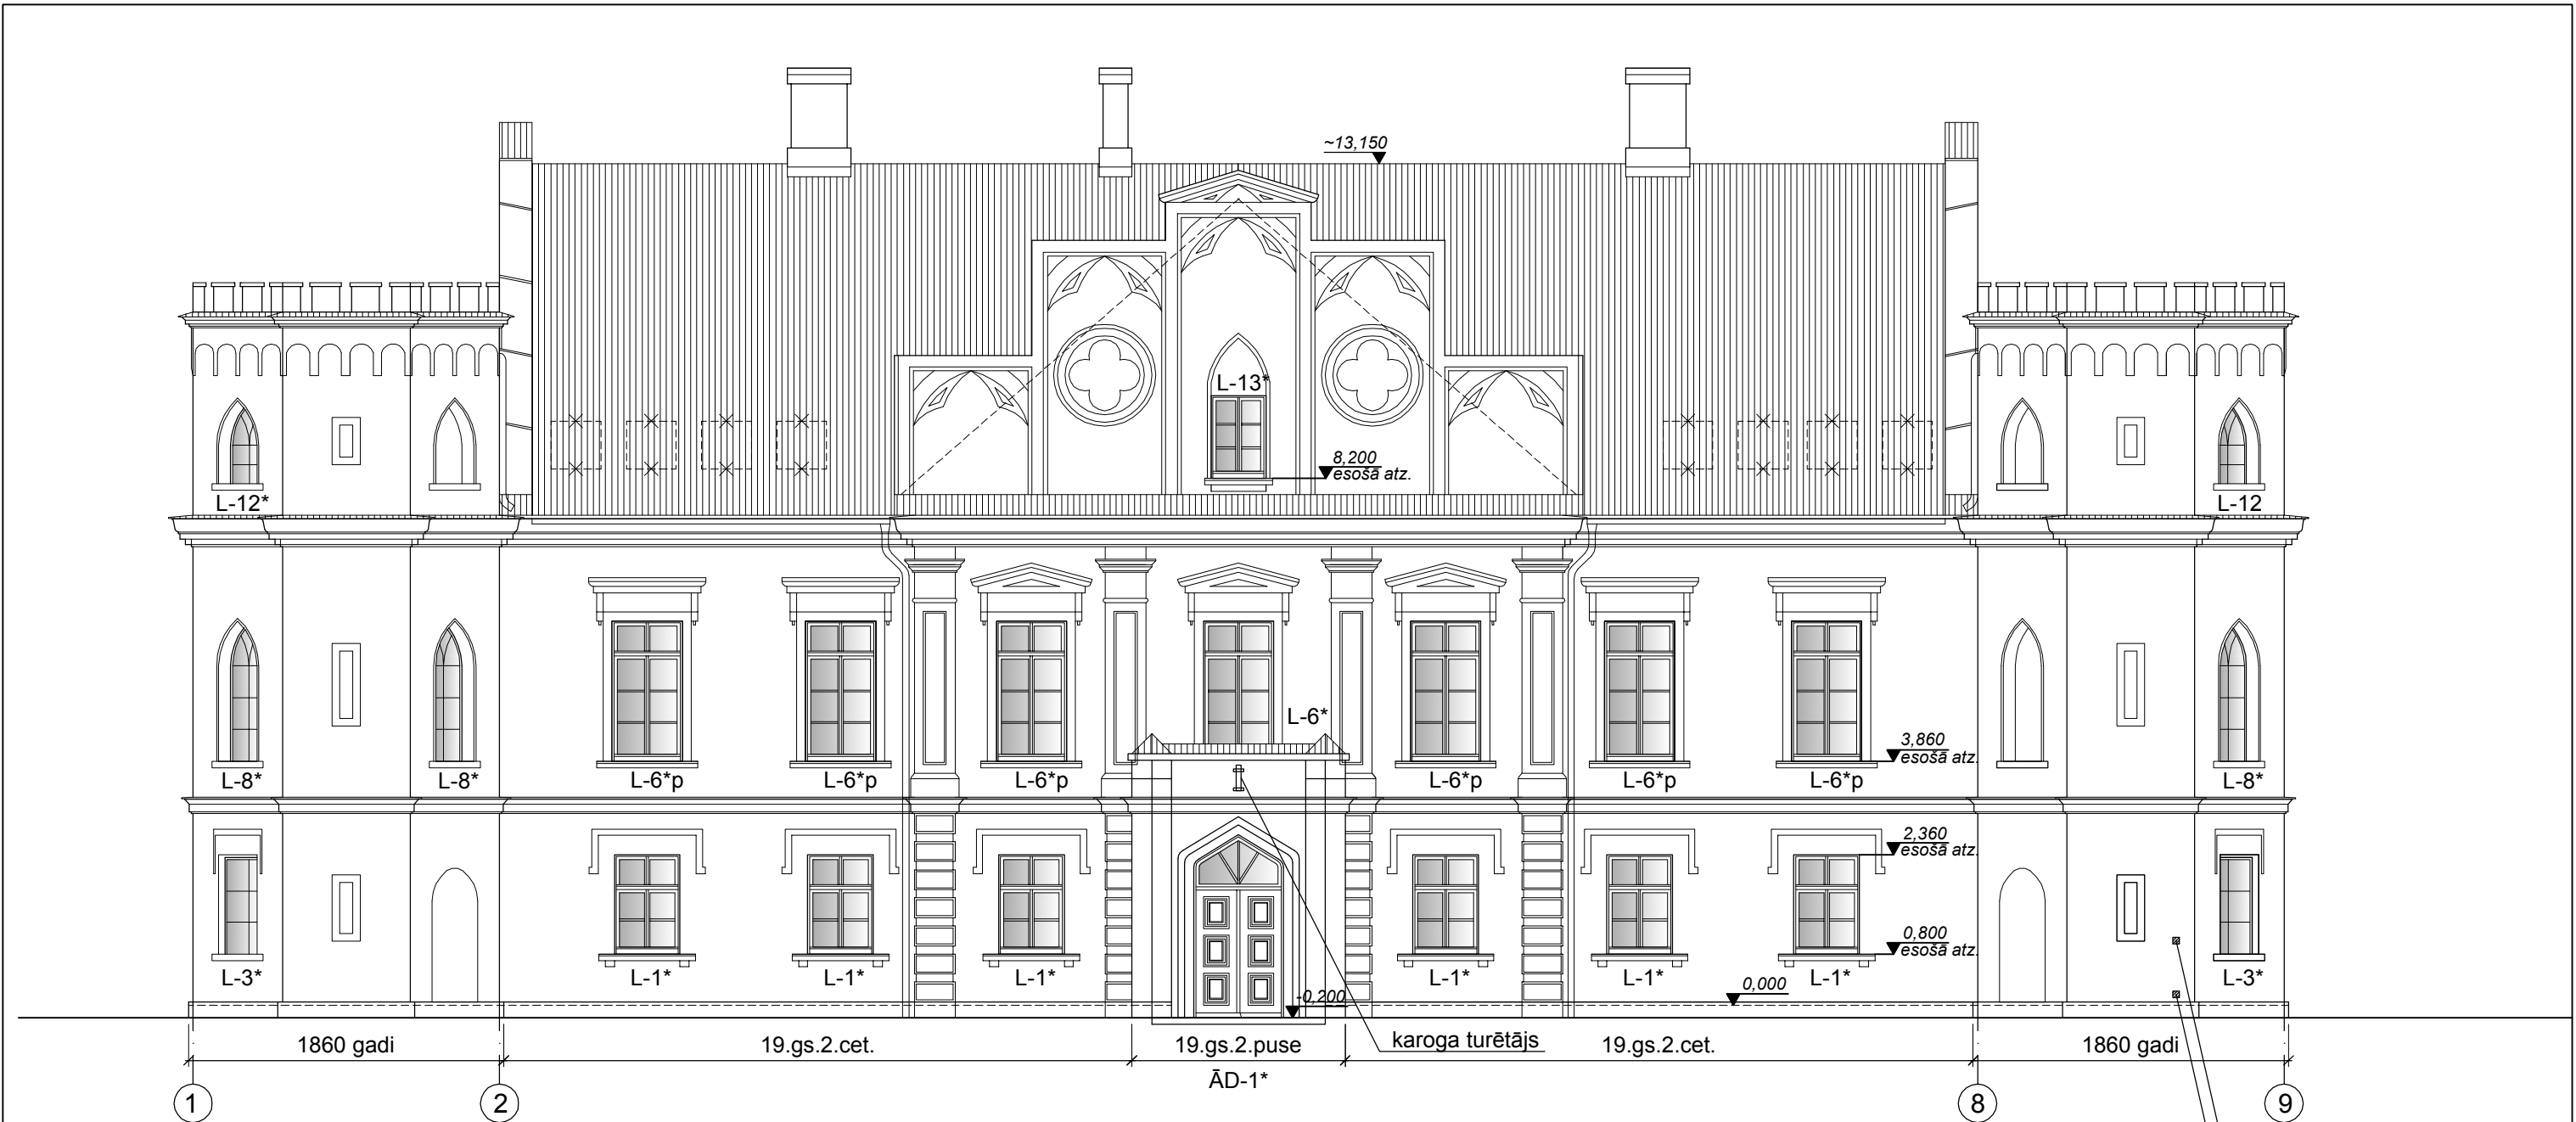 ~13,150
L-13*
8,200
esošā atz.
L-12*
L-12
L-6*
3,860
esošā atz.
L-8*
L-8*
L-6*p
L-6*p
L-6*p
L-6*p
L-6*p
L-6*p
L-8*
2,360
esošā atz.
0,800
esošā atz.
L-3*
L-1*
L-1*
L-1*
L-1*
L-1*
L-1*
L-3*
-0,200
0,000
1860 gadi
19.gs.2.cet.
19.gs.2.puse
karoga turētājs
19.gs.2.cet.
1860 gadi
ĀD-1*
1
2
8
9